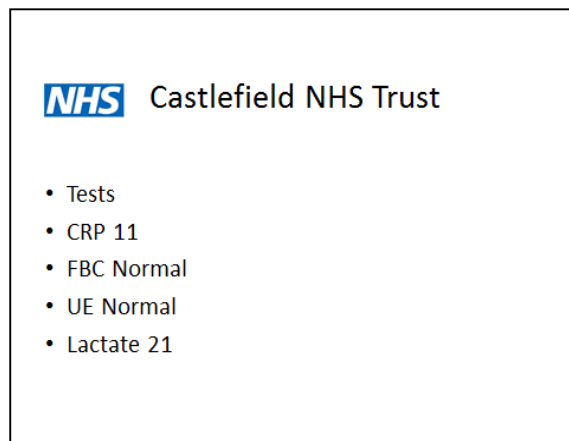 NHS Castlefield NHS Trust
• Tests
• CRP 11
• FBC Normal
• UE Normal
• Lactate 21